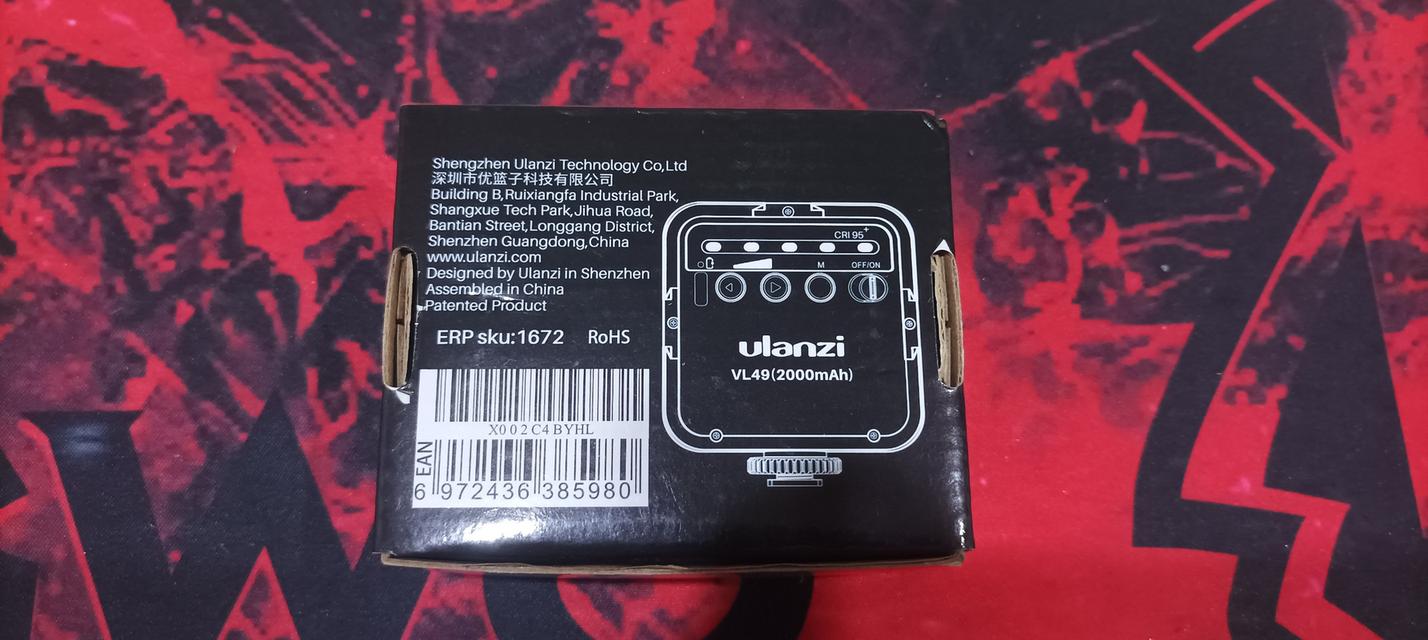 Shengzhen Ulanzi Technology Co,Ltd
深圳市优篮子科技有限公司
Building B,Ruixiangfa Industrial Park,
Shangxue Tech Park,Jihua Road,
Bantian Street,Longgang District,
Shenzhen Guangdong,China
www.ulanzi.com
Designed by Ulanzi in Shenzhen
Assembled in China
Patented Product
ERP sku:1672 RoHS
X002C4BYHL
EAN
6 972436 385980
CRI 95+
M OFF/ON
ulanzi
VL49(2000mAh)